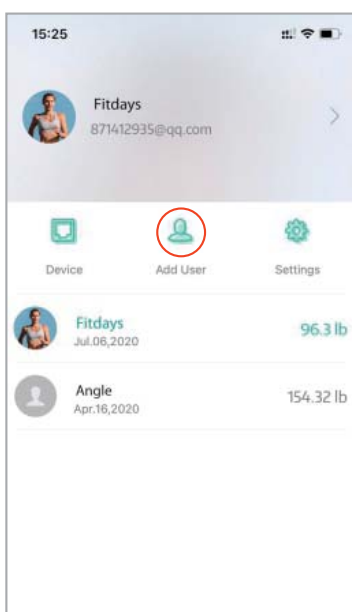 15:25
Fitdays
871412935@qq.com
Device Add User Settings
Fitdays 96.3 lb
Jul.06,2020
Angle 154.32 lb
Apr.16,2020